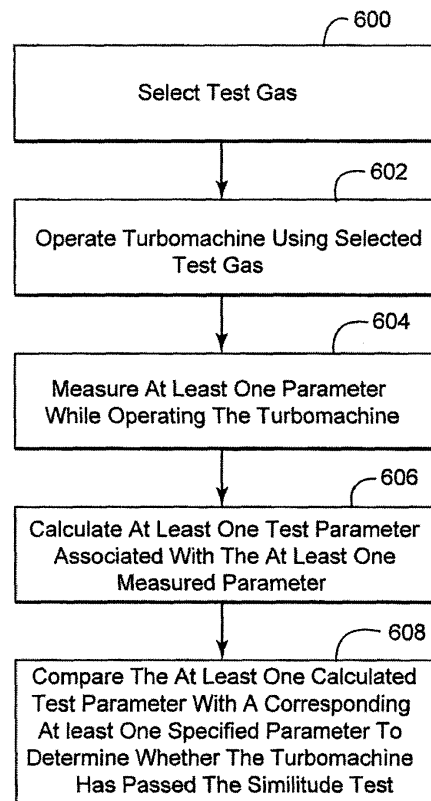 600
Select Test Gas
602
Operate Turbomachine Using Selected
Test Gas
604
Measure At Least One Parameter
While Operating The Turbomachine
606
Calculate At Least One Test Parameter
Associated With The At Least One
Measured Parameter
608
Compare The At Least One Calculated
Test Parameter With A Corresponding
At least One Specified Parameter To
Determine Whether The Turbomachine
Has Passed The Similitude Test